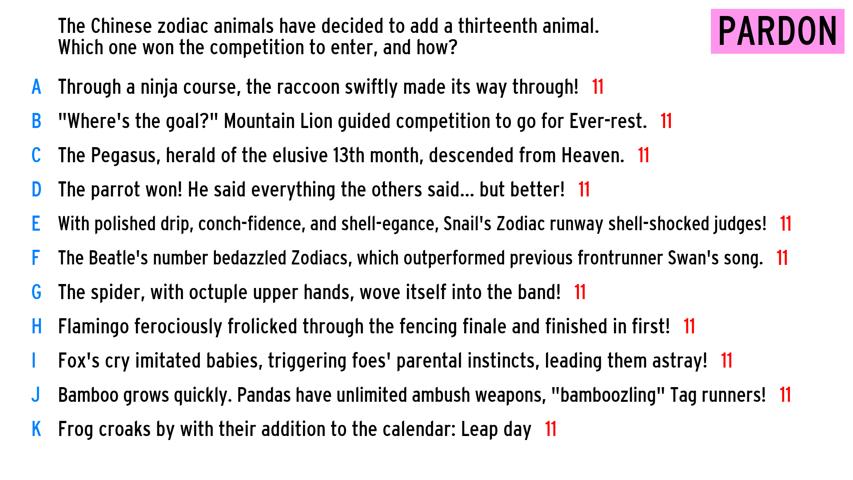 The Chinese zodiac animals have decided to add a thirteenth animal.
Which one won the competition to enter, and how?
PARDON
A Through a ninja course, the raccoon swiftly made its way through! 11
B "Where's the goal?" Mountain Lion guided competition to go for Ever-rest. 11
C The Pegasus, herald of the elusive 13th month, descended from Heaven. 11
D The parrot won! He said everything the others said... but better! 11
E With polished drip, conch-fidence, and shell-egance, Snail's Zodiac runway shell-shocked judges! 11
F The Beatle's number bedazzled Zodiacs, which outperformed previous frontrunner Swan's song. 11
G The spider, with octuple upper hands, wove itself into the band! 11
H Flamingo ferociously frolicked through the fencing finale and finished in first! 11
I Fox's cry imitated babies, triggering foes' parental instincts, leading them astray! 11
J Bamboo grows quickly. Pandas have unlimited ambush weapons, "bamboozling" Tag runners! 11
K Frog croaks by with their addition to the calendar: Leap day 11